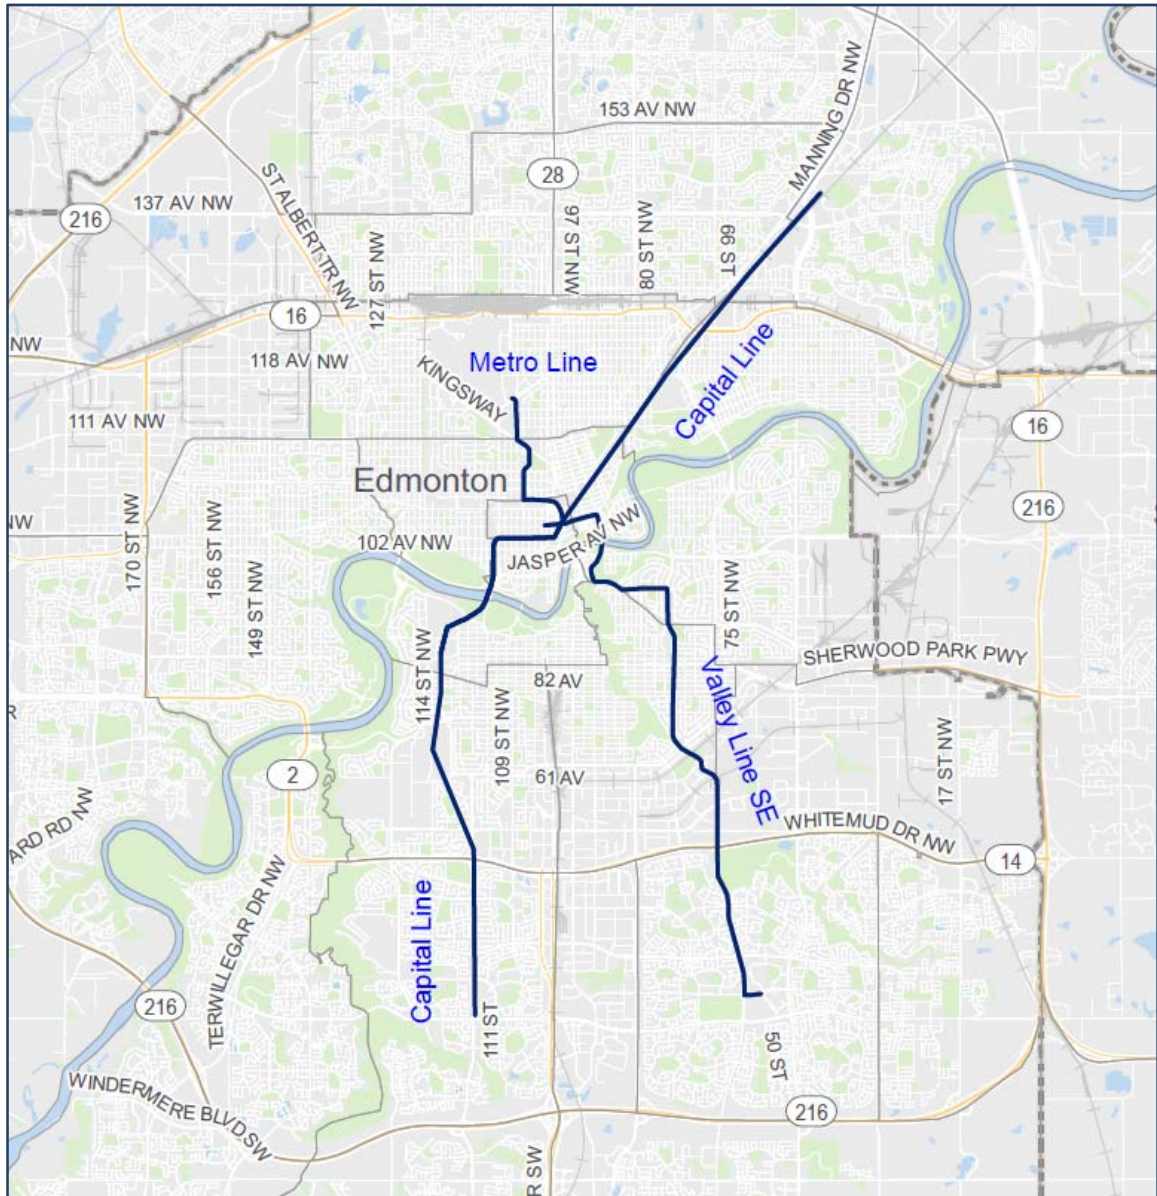 153 AV NW
MANNING DR NW
28
ST ALBERT TR NW
137 AV NW
216
97 ST NW
80 ST NW
66 ST
127 ST NW
16
NW
118 AV NW
Metro Line
KINGSWAY
Capital Line
111 AV NW
16
Edmonton
216
170 ST NW
156 ST NW
NW
102 AV NW
JASPER AV NW
149 ST NW
75 ST NW
114 ST NW
SHERWOOD PARK PWY
82 AV
109 ST NW
Valley Line SE
R
17 ST NW
2
61 AV
ARD RD NW
WHITEMUD DR NW
14
TERWILLEGAR DR NW
Capital Line
216
111 ST
50 ST
WINDERMERE BLVD SW
216
R SW